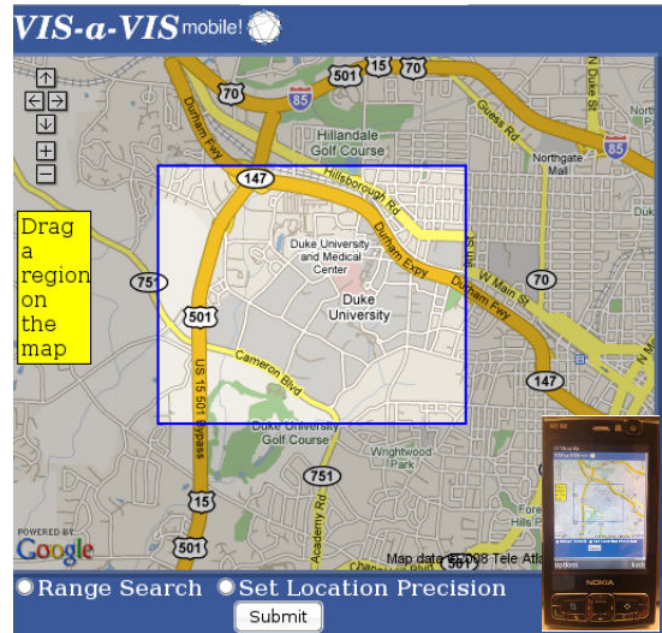 VIS-a-VIS mobile!
501
15
70
70
85
N Duke St
Guess Rd
Durham Fwy
Hillandale
Golf Course
Northgate
Mall
85
147
Hillsborough Rd
Drag
a
region
on
the
map
751
Duke University
and Medical
Center
Durham Expy
Duke
University
Durham Fwy
W Main St
70
501
US 15 501 Bypass
Cameron Blvd
147
Duke University
Golf Course
751
Wrightwood
Park
Academy Rd
15
501
POWERED BY
Google
Map data ©2008 Tele Atla
501
NOKIA
Range Search
Set Location Precision
Submit